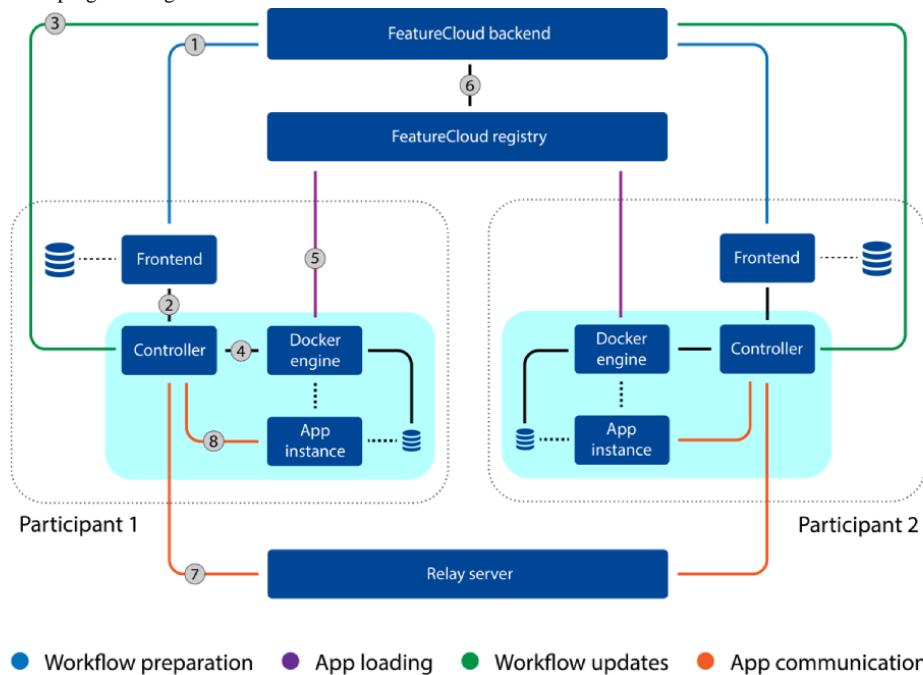 3
FeatureCloud backend
1
6
FeatureCloud registry
5
Frontend
Frontend
2
Controller
4
Docker
engine
Docker
engine
Controller
8
App
instance
App
instance
Participant 1
Participant 2
7
Relay server
Workflow preparation
App loading
Workflow updates
App communication